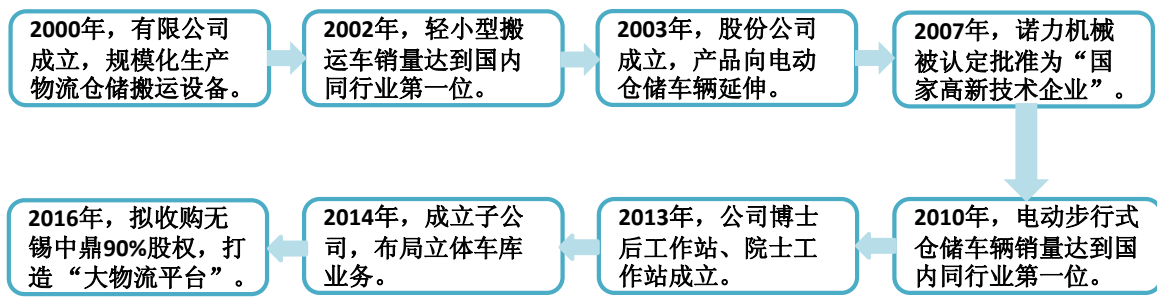 2000年，有限公司
成立，规模化生产
物流仓储搬运设备。
2002年，轻小型搬
运车销量达到国内
同行业第一位。
2003年，股份公司
成立，产品向电动
仓储车辆延伸。
2007年，诺力机械
被认定批准为“国
家高新技术企业”。
2010年，电动步行式
仓储车辆销量达到国
内同行业第一位。
2013年，公司博士
后工作站、院士工
作站成立。
2014年，成立子公
司，布局立体车库
业务。
2016年，拟收购无
锡中鼎90%股权，打
造 “大物流平台”。